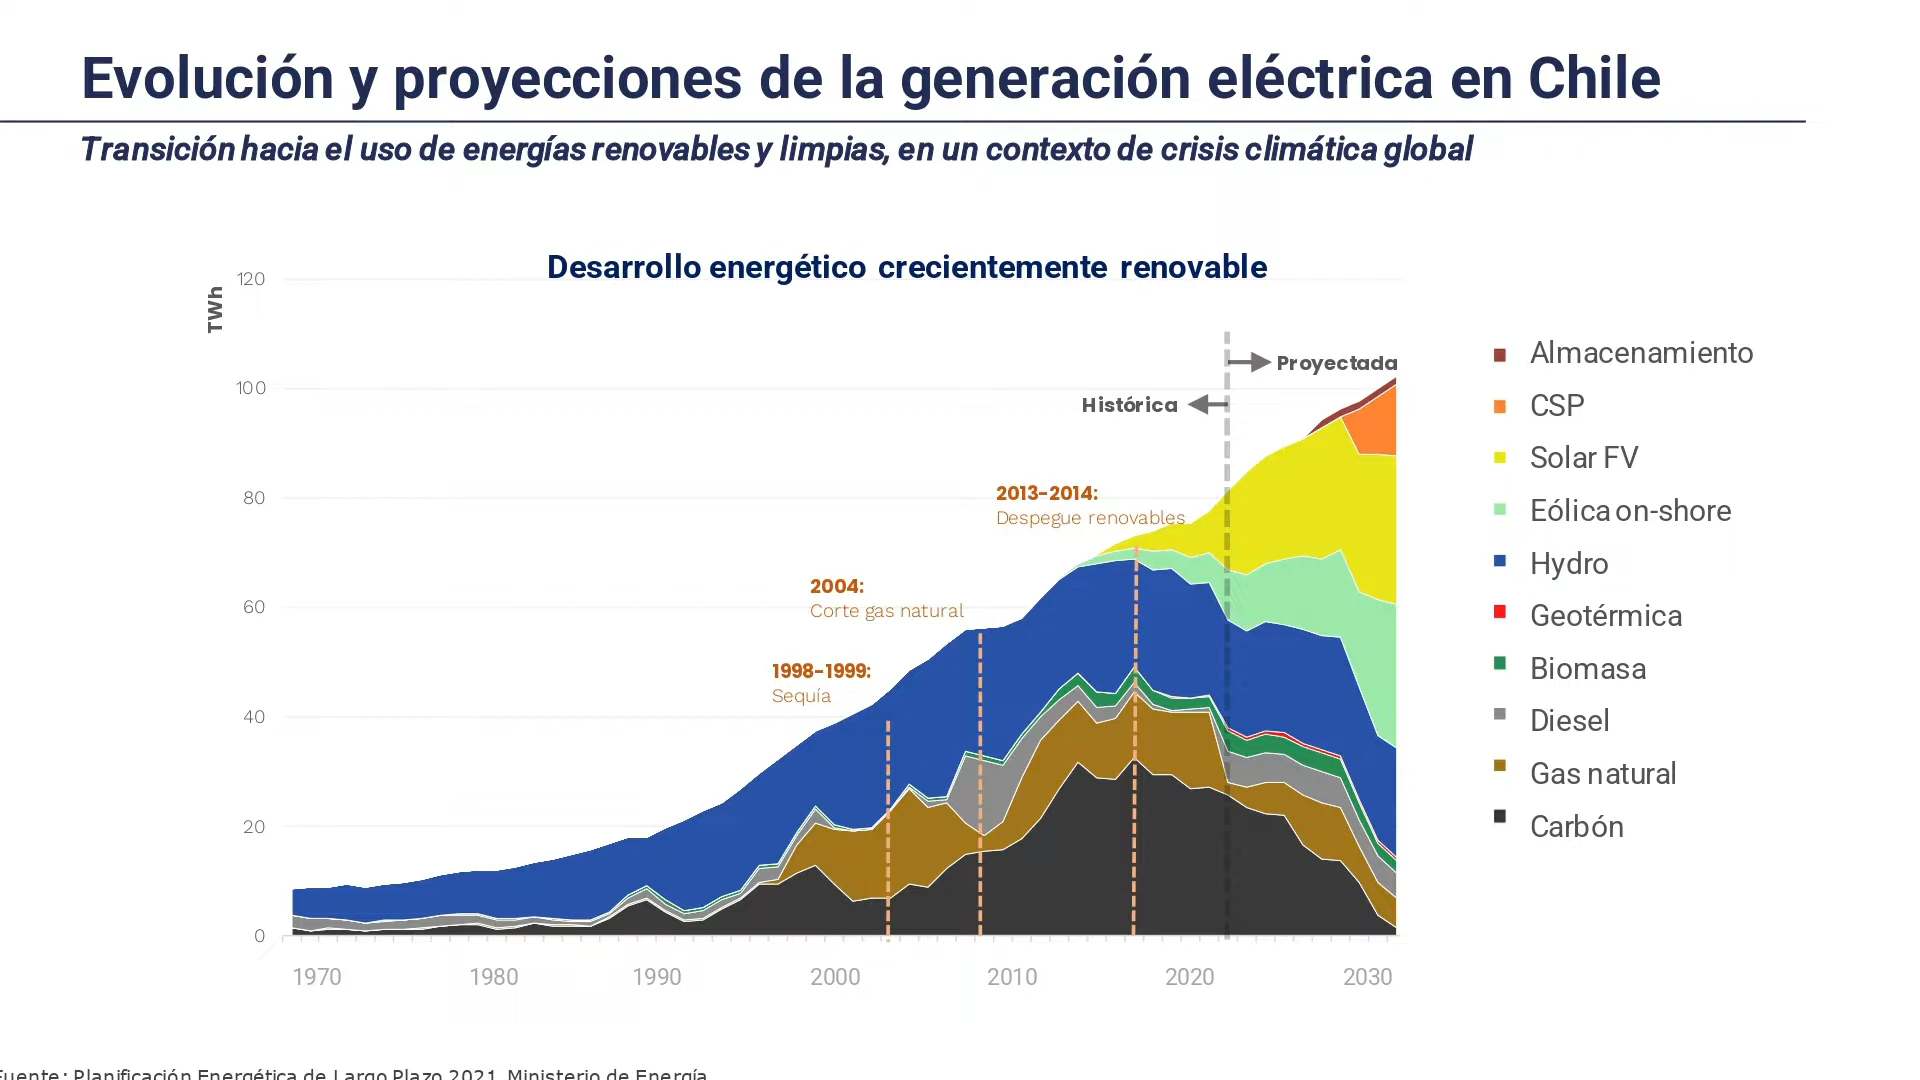 Evolución y proyecciones de la generación eléctrica en Chile
Transición hacia el uso de energías renovables y limpias, en un contexto de crisis climática global
Desarrollo energético crecientemente renovable
TWh
120
100
80
60
40
20
0
Proyectada
Histórica
2013-2014:
Despegue renovables
2004:
Corte gas natural
1998-1999:
Sequía
1970
1980
1990
2000
2010
2020
2030
Almacenamiento
CSP
Solar FV
Eólica on-shore
Hydro
Geotérmica
Biomasa
Diesel
Gas natural
Carbón
Fuente: Planificación Energética de Largo Plazo 2021, Ministerio de Energía